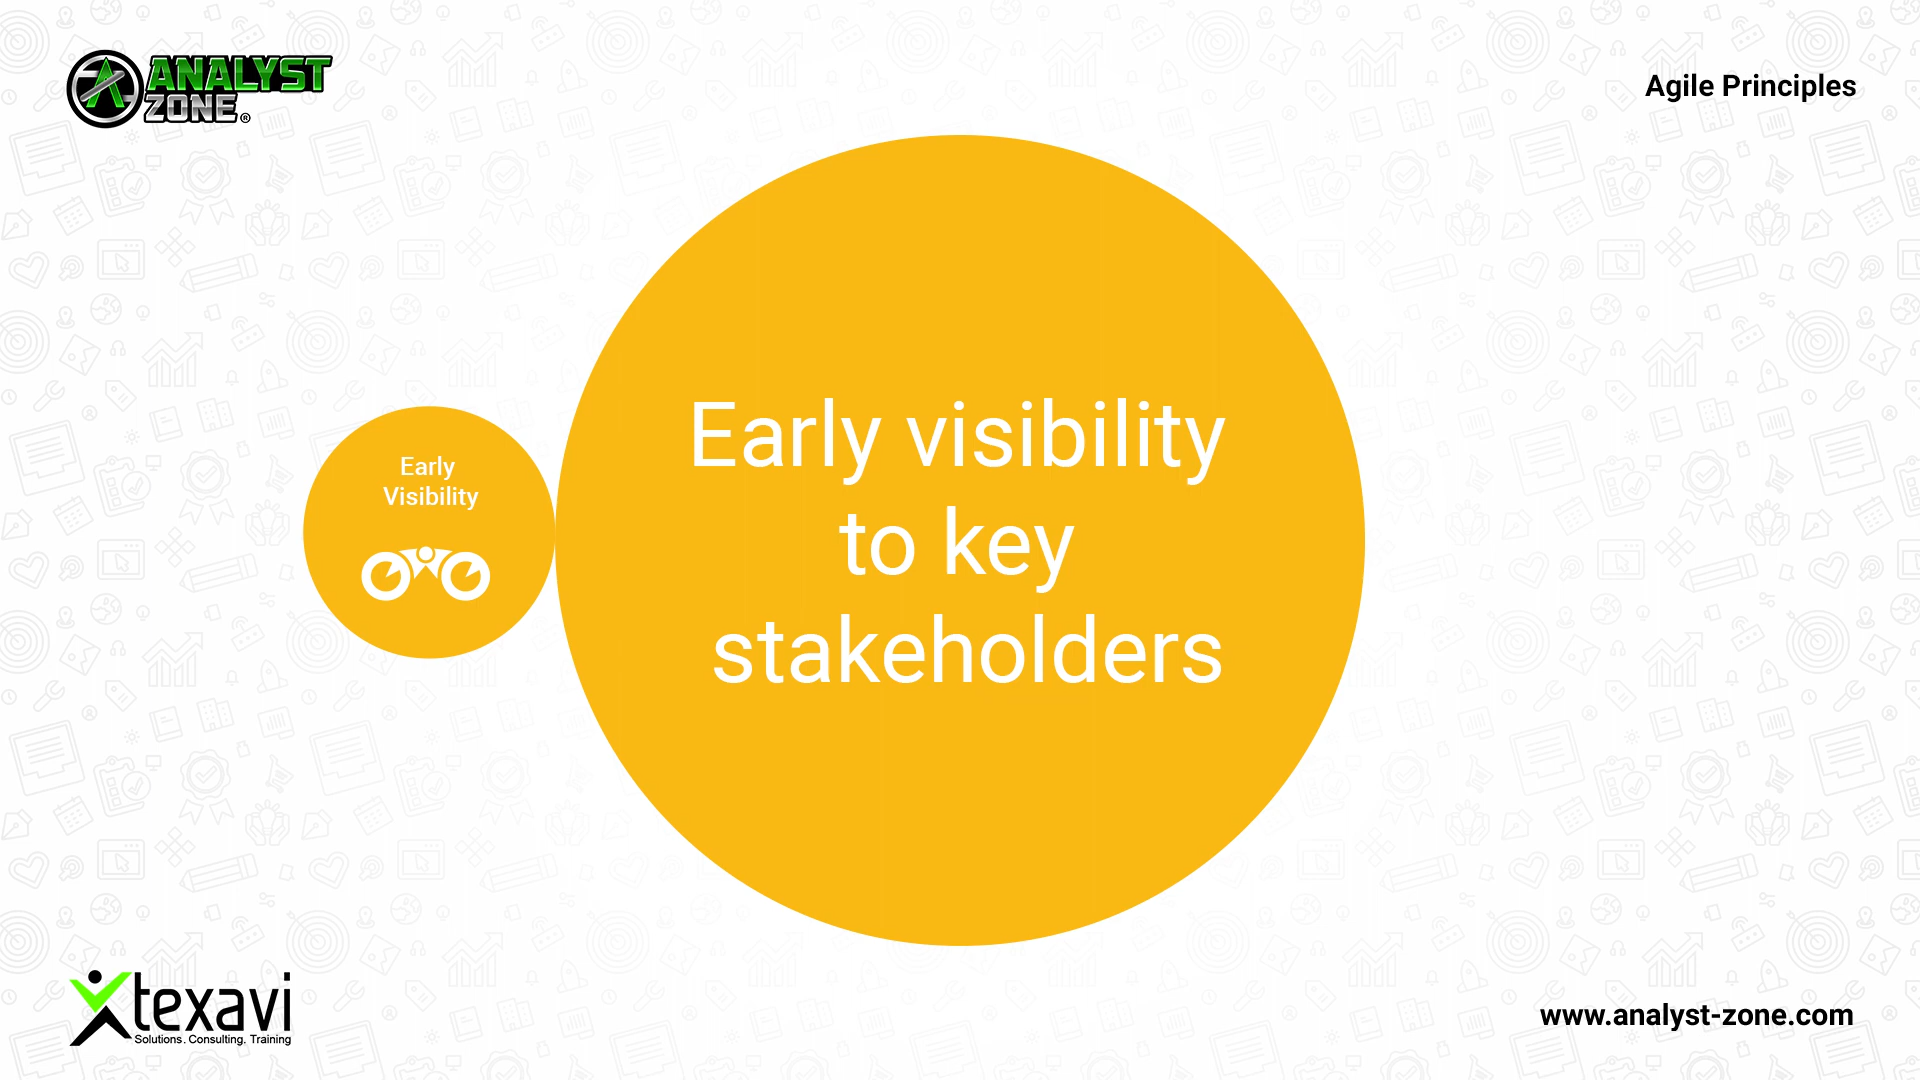 ANALYST
ZONE®
Agile Principles
Early
Visibility
Early visibility
to key
stakeholders
texavi
Solutions. Consulting. Training
www.analyst-zone.com